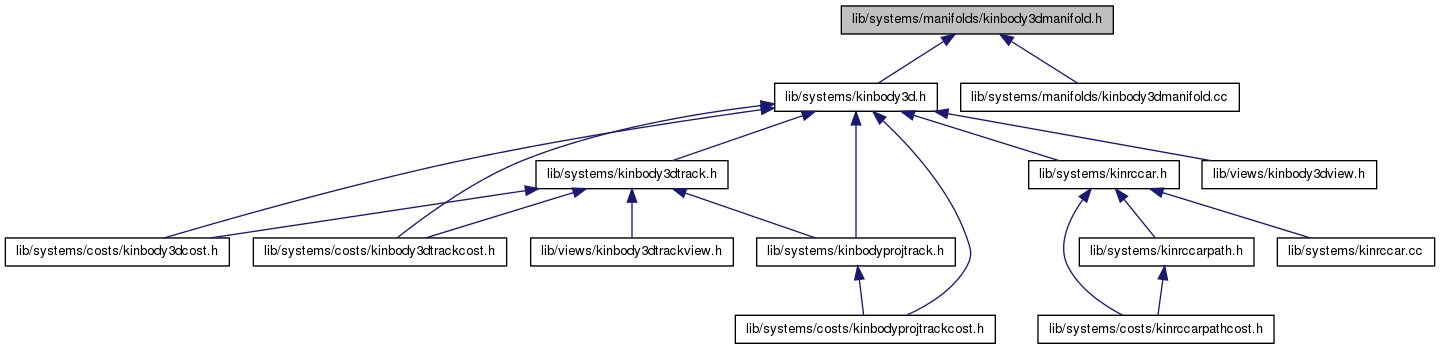 lib/systems/manifolds/kinbody3dmanifold.h
lib/systems/kinbody3d.h
lib/systems/manifolds/kinbody3dmanifold.cc
lib/systems/kinbody3dtrack.h
lib/systems/kinrccar.h
lib/views/kinbody3dview.h
lib/systems/costs/kinbody3dcost.h
lib/systems/costs/kinbody3dtrackcost.h
lib/views/kinbody3dtrackview.h
lib/systems/kinbodyprojtrack.h
lib/systems/kinrccarpath.h
lib/systems/kinrccar.cc
lib/systems/costs/kinbodyprojtrackcost.h
lib/systems/costs/kinrccarpathcost.h